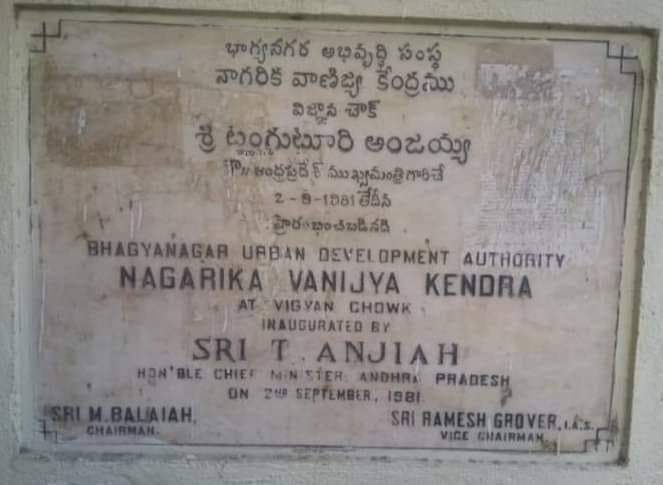 భాగ్యనగర అభివృద్ధి సంస్థ
నాగరిక వాణిజ్య కేంద్రము
విజ్ఞాన చౌక్
శ్రీ టంగుటూరి అంజయ్య
ఆంధ్రప్రదేశ్ ముఖ్యమంత్రి గారిచే
2-9-1981 తేదీన
BHAGYANAGAR URBAN DEVELOPMENT AUTHORITY
NAGARIKA VANIJYA KENDRA
AT VIGYAN CHOWK
INAUGURATED BY
SRI T. ANJIAH
HON'BLE CHIEF MINISTER ANDHRA PRADESH
ON 2ND SEPTEMBER, 1981
SRI M. BALAIAH,
CHAIRMAN.
SRI RAMESH GROVER, I.A.S.
VICE CHAIRMAN